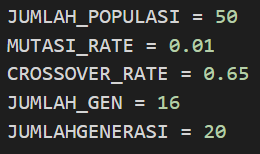 JUMLAH_POPULASI = 50
MUTASI_RATE = 0.01
CROSSOVER_RATE = 0.65
JUMLAH_GEN = 16
JUMLAHGENERASI = 20